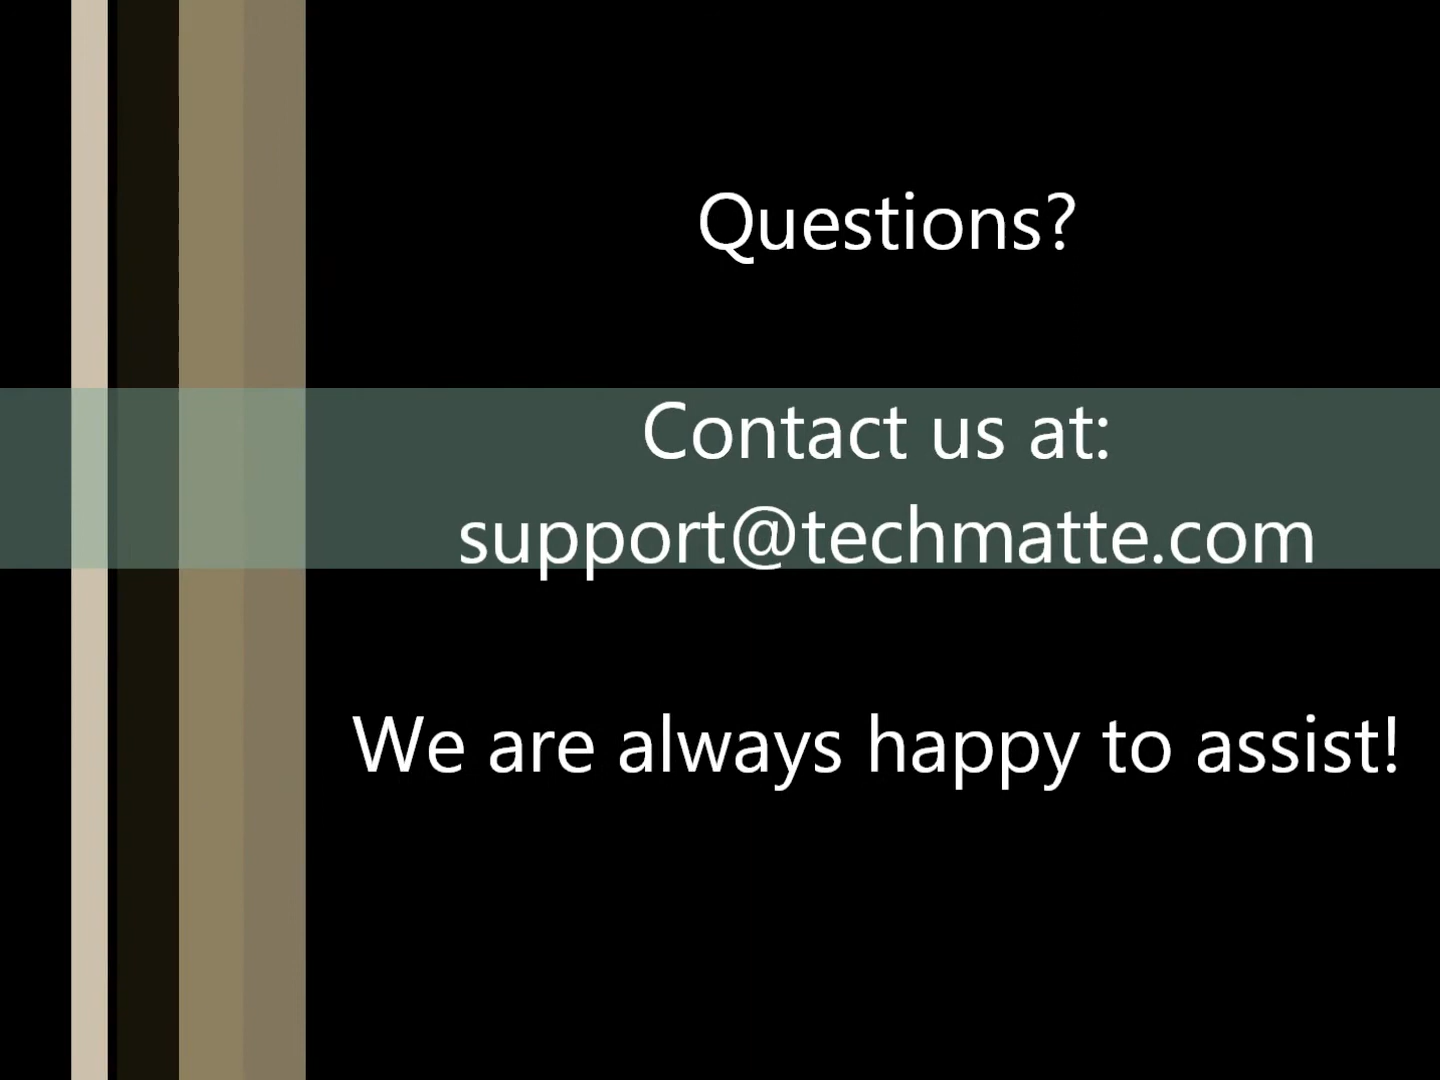 Questions?
Contact us at:
support@techmatte.com
We are always happy to assist!